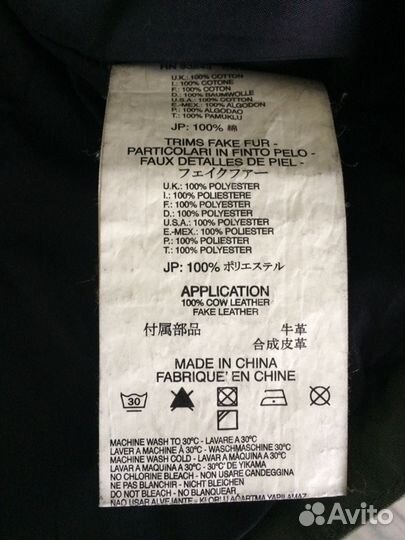 U.K.: 100% COTTON
I.: 100% COTONE
F.: 100% COTON
D.: 100% BAUMWOLLE
U.S.A.: 100% COTTON
E.-MEX.: 100% ALGODON
P.: 100% ALGODAO
T.: 100% PAMUKLU
JP: 100% 綿
TRIMS FAKE FUR -
PARTICOLARI IN FINTO PELO -
FAUX DETALLES DE PIEL -
フェイクファー
U.K.: 100% POLYESTER
I.: 100% POLIESTERE
F.: 100% POLYESTER
D.: 100% POLYESTER
U.S.A.: 100% POLYESTER
E.-MEX.: 100% POLIESTER
P.: 100% POLIESTER
T.: 100% POLYESTER
JP: 100% ポリエステル
APPLICATION
100% COW LEATHER
FAKE LEATHER
付属部品 牛革
合成皮革
MADE IN CHINA
FABRIQUE' EN CHINE
30
MACHINE WASH TO 30°C - LAVARE A 30°C
LAVER A MACHINE À 30°C - WASCHMASCHINE 30°C
MACHINE WASH COLD - LAVAR A MAQUINA A 30°C
LAVAR A MAQUINA A 30°C - 30°C DE YIKAMA
NO CHLORINE BLEACH - NON USARE CANDEGGINA
NE PAS BLANCHIR - NICHT BLEICHEN
DO NOT BLEACH - NO BLANQUEAR
NAO USAR ALVEJANTE -
Avito